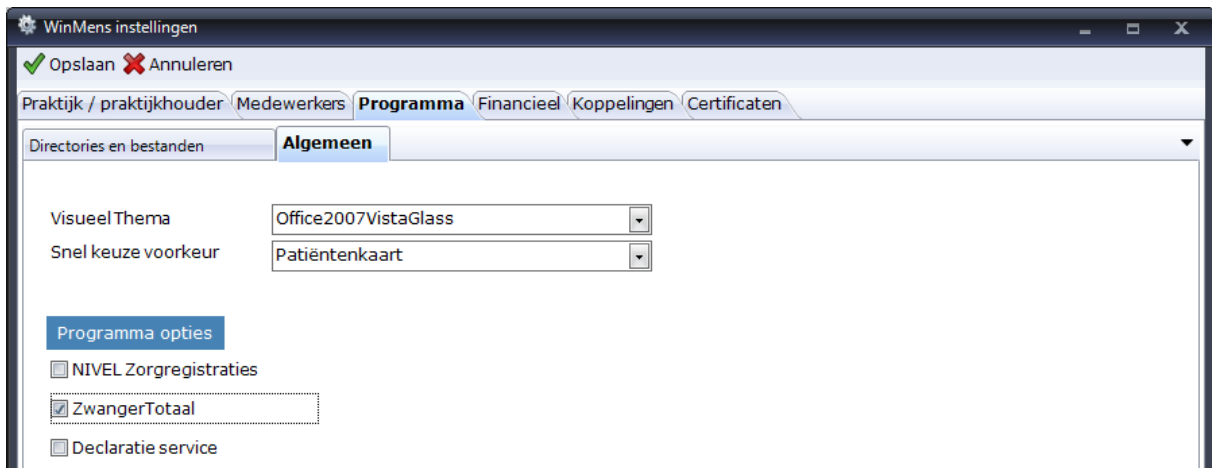 WinMens instellingen
Opslaan Annuleren
Praktijk / praktijkhouder Medewerkers Programma Financieel Koppelingen Certificaten
Directories en bestanden Algemeen
Visueel Thema Office2007VistaGlass
Snel keuze voorkeur Patiëntenkaart
Programma opties
NIVEL Zorgregistraties
ZwangerTotaal
Declaratie service